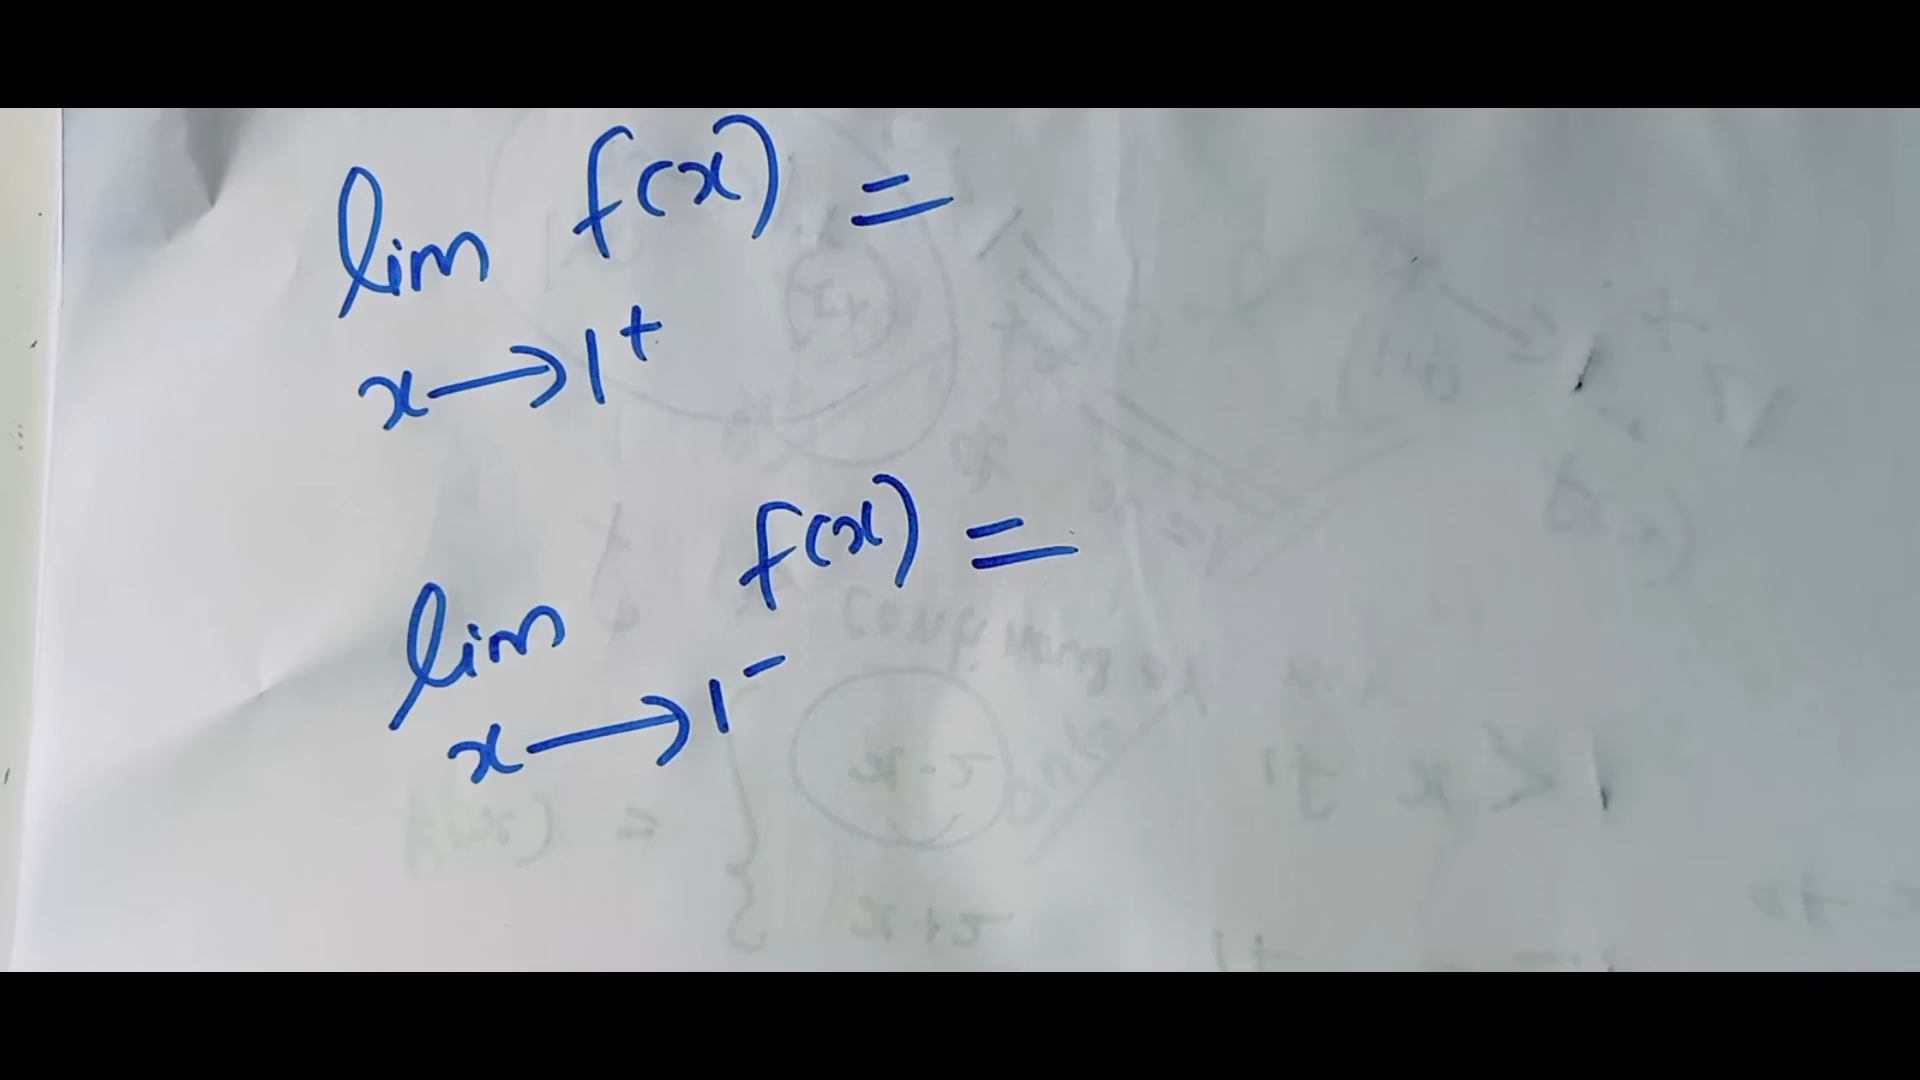 lim f(x) =
x→1⁺
lim f(x) =
x→1⁻